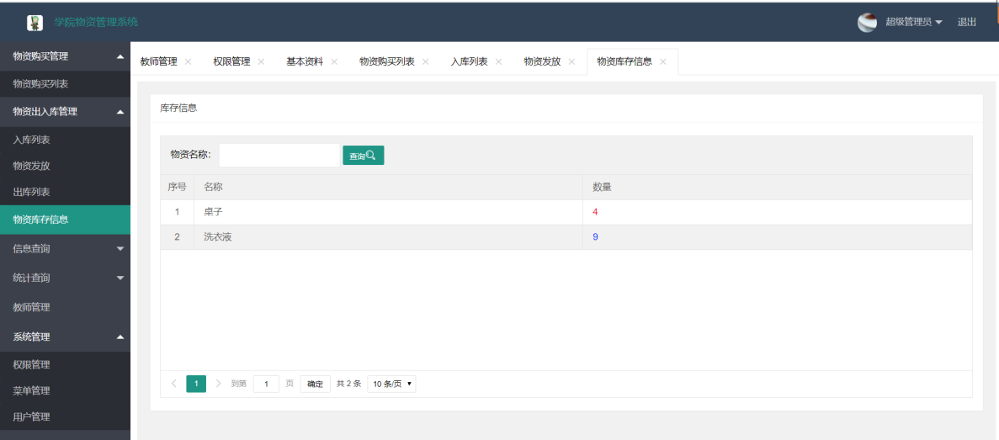 学院物资管理系统
超级管理员
退出
物资购买管理
物资购买列表
物资出入库管理
入库列表
物资发放
出库列表
物资库存信息
信息查询
统计查询
教师管理
系统管理
权限管理
菜单管理
用户管理
教师管理 × 权限管理 × 基本资料 × 物资购买列表 × 入库列表 × 物资发放 × 物资库存信息 ×
库存信息
物资名称: 查询
序号 名称 数量
1 桌子 4
2 洗衣液 9
< 1 > 到第 1 页 确定 共 2 条 10 条/页